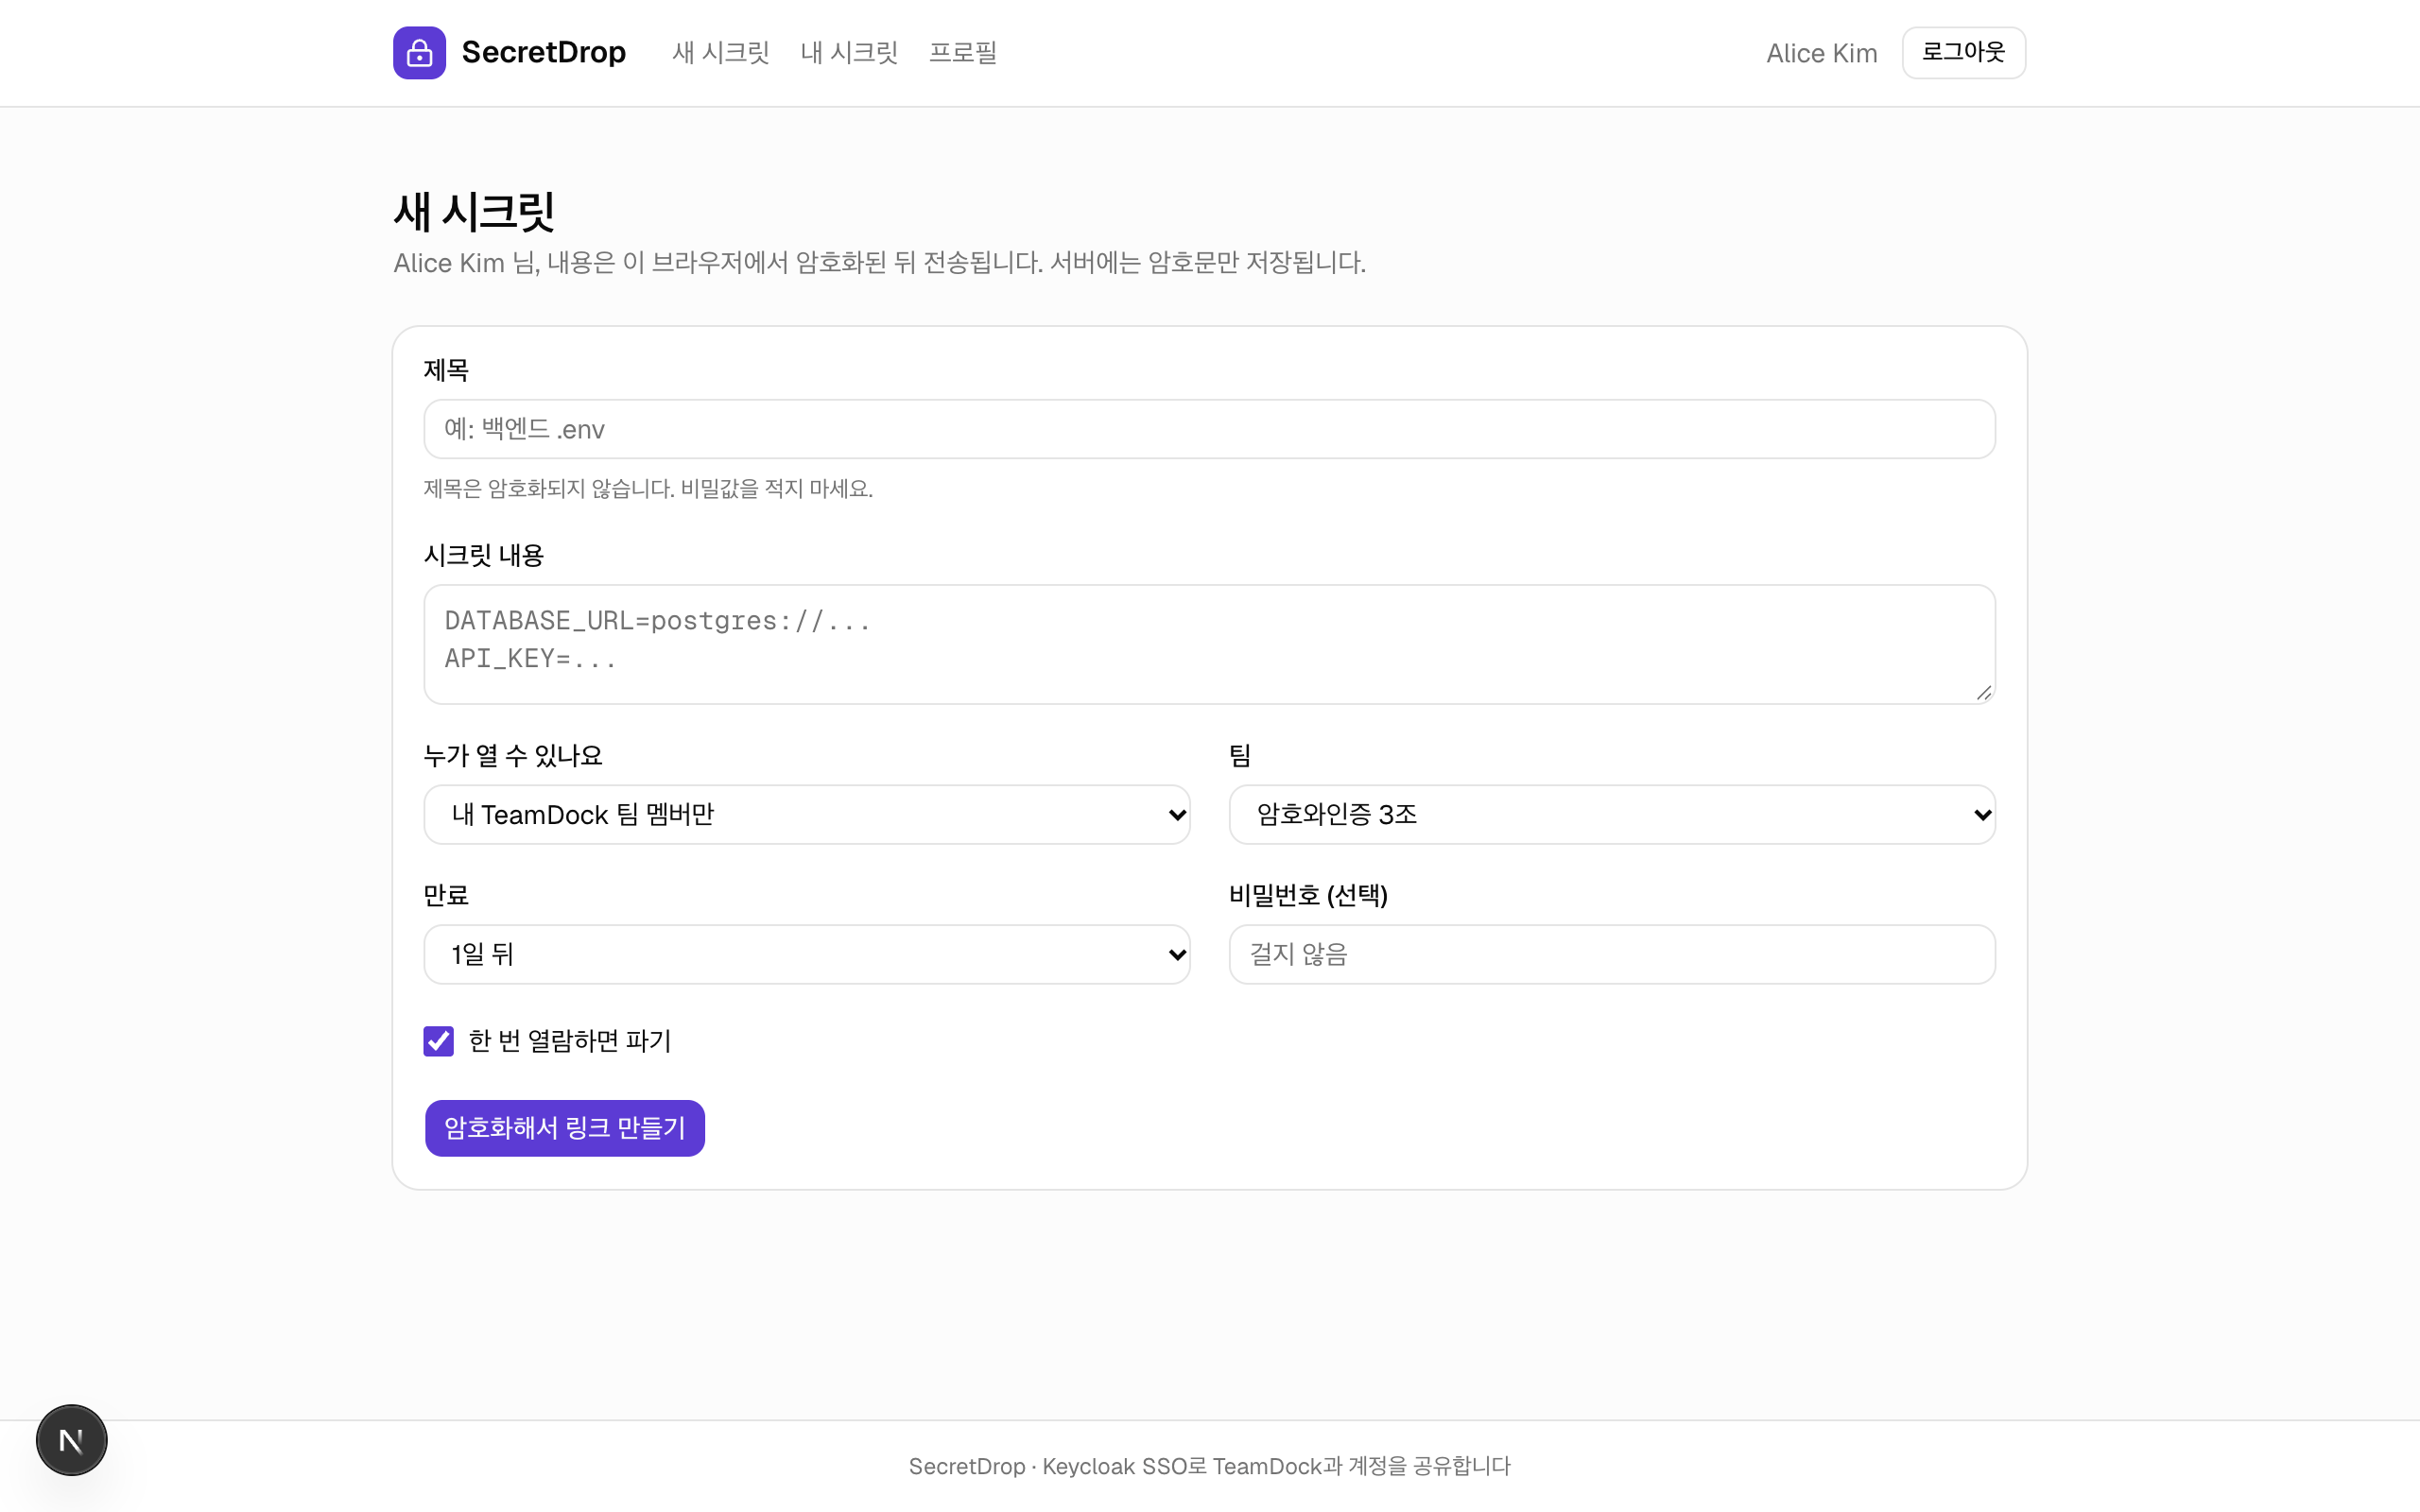 SecretDrop
새 시크릿
내 시크릿
프로필
Alice Kim
로그아웃
새 시크릿
Alice Kim 님, 내용은 이 브라우저에서 암호화된 뒤 전송됩니다. 서버에는 암호문만 저장됩니다.
제목
예: 백엔드 .env
제목은 암호화되지 않습니다. 비밀값을 적지 마세요.
시크릿 내용
DATABASE_URL=postgres://...
API_KEY=...
누가 열 수 있나요
내 TeamDock 팀 멤버만
팀
암호와인증 3조
만료
1일 뒤
비밀번호 (선택)
걸지 않음
한 번 열람하면 파기
암호화해서 링크 만들기
N
SecretDrop · Keycloak SSO로 TeamDock과 계정을 공유합니다